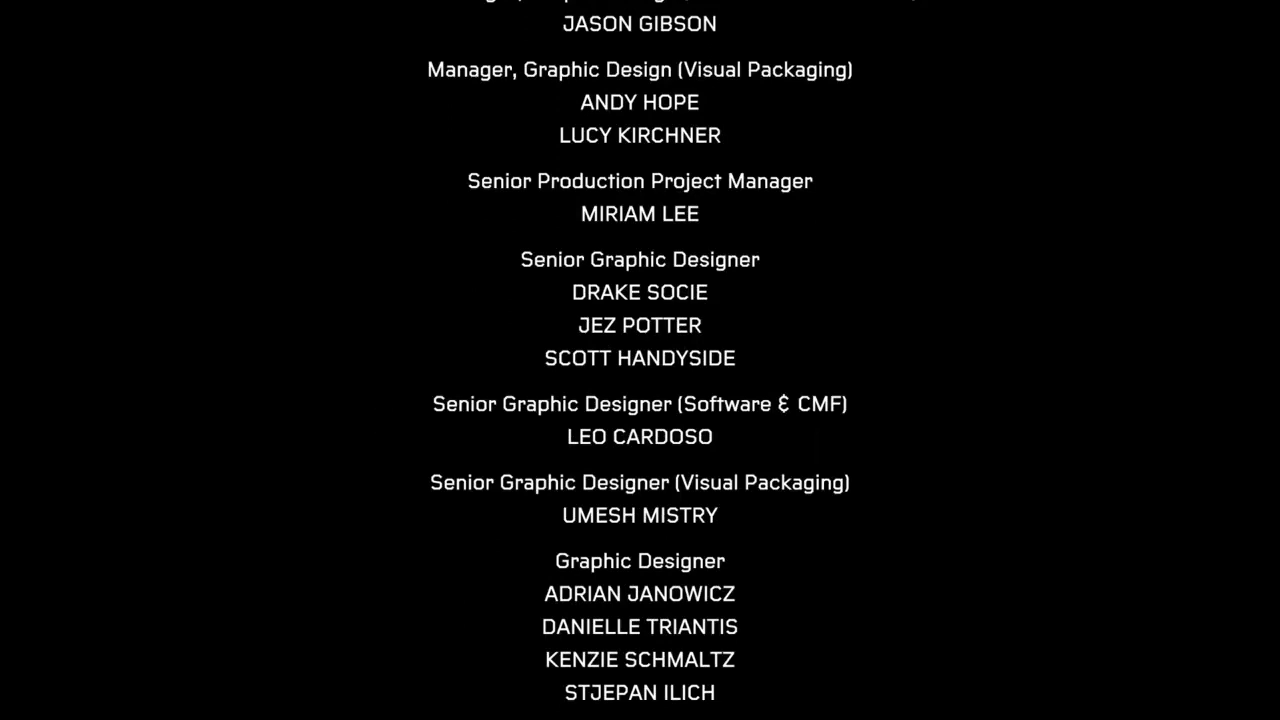 JASON GIBSON
Manager, Graphic Design (Visual Packaging)
ANDY HOPE
LUCY KIRCHNER
Senior Production Project Manager
MIRIAM LEE
Senior Graphic Designer
DRAKE SOCIE
JEZ POTTER
SCOTT HANDYSIDE
Senior Graphic Designer (Software & CMF)
LEO CARDOSO
Senior Graphic Designer (Visual Packaging)
UMESH MISTRY
Graphic Designer
ADRIAN JANOWICZ
DANIELLE TRIANTIS
KENZIE SCHMALTZ
STJEPAN ILICH